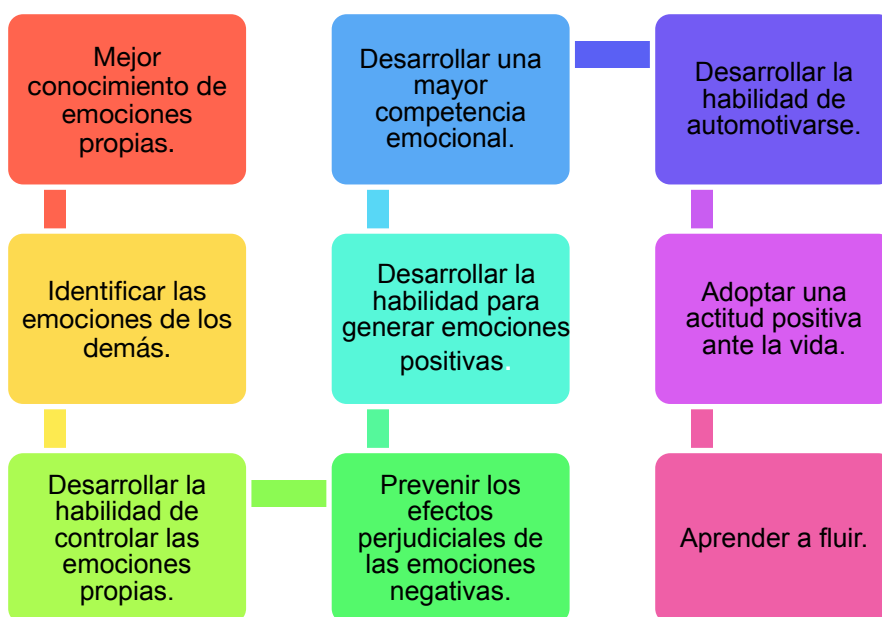 Mejor
conocimiento de
emociones
propias.
Identificar las
emociones de los
demás.
Desarrollar la
habilidad de
controlar las
emociones
propias.
Prevenir los
efectos
perjudiciales de
las emociones
negativas.
Desarrollar la
habilidad para
generar emociones
positivas.
Desarrollar una
mayor
competencia
emocional.
Desarrollar la
habilidad de
automotivarse.
Adoptar una
actitud positiva
ante la vida.
Aprender a fluir.